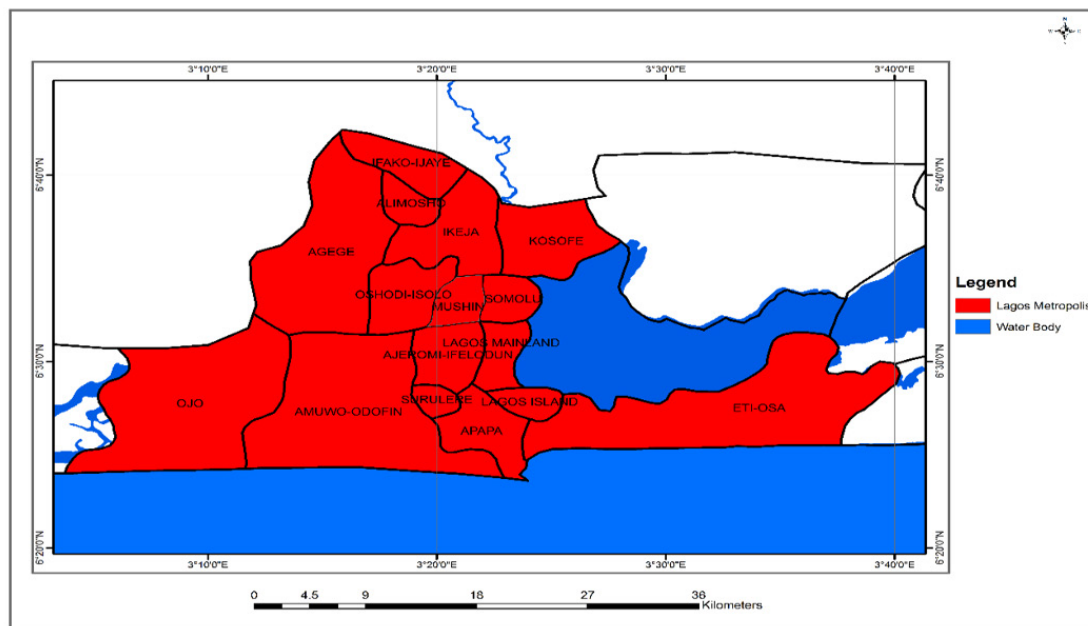 W E
3°10'0"E 3°20'0"E 3°30'0"E 3°40'0"E
6°40'0"N 6°40'0"N
IFAKO-IJAYE
ALIMOSHO
IKEJA
KOSOFE
AGEGE
OSHODI-ISOLO
MUSHIN
SOMOLU
Legend
Lagos Metropolis
Water Body
LAGOS MAINLAND
AJEROMI-IFELODUN
6°30'0"N 6°30'0"N
OJO
AMUWO-ODOFIN
SURULERE
LAGOS ISLAND
ETI-OSA
APAPA
6°20'0"N 6°20'0"N
3°10'0"E 3°20'0"E 3°30'0"E 3°40'0"E
0 4.5 9 18 27 36
Kilometers